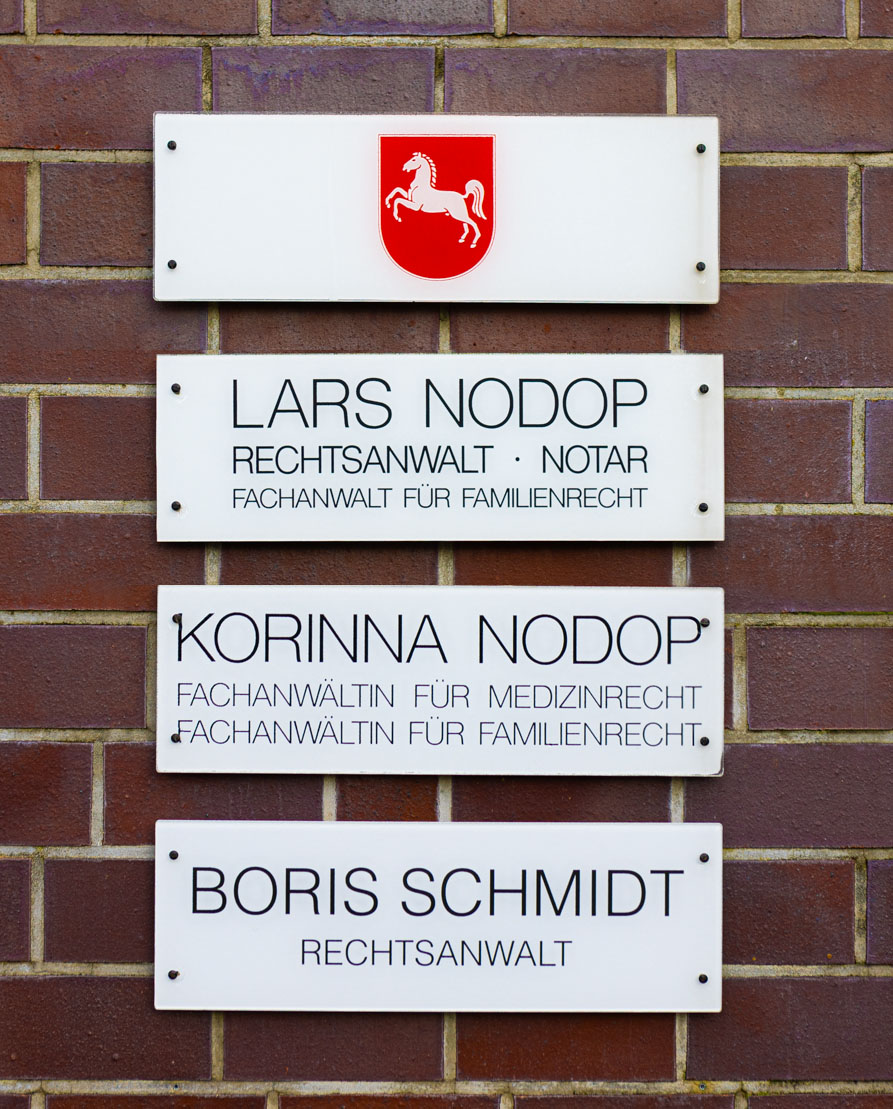 LARS NODOP
RECHTSANWALT · NOTAR
FACHANWALT FÜR FAMILIENRECHT
KORINNA NODOP
FACHANWÄLTIN FÜR MEDIZINRECHT
FACHANWÄLTIN FÜR FAMILIENRECHT
BORIS SCHMIDT
RECHTSANWALT